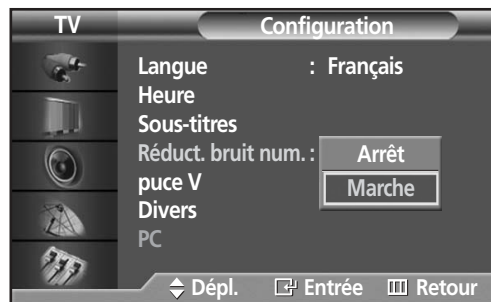 TV Configuration
Langue : Français
Heure
Sous-titres
Réduct. bruit num. : Arrêt
puce V Marche
Divers
PC
Dépl. Entrée Retour